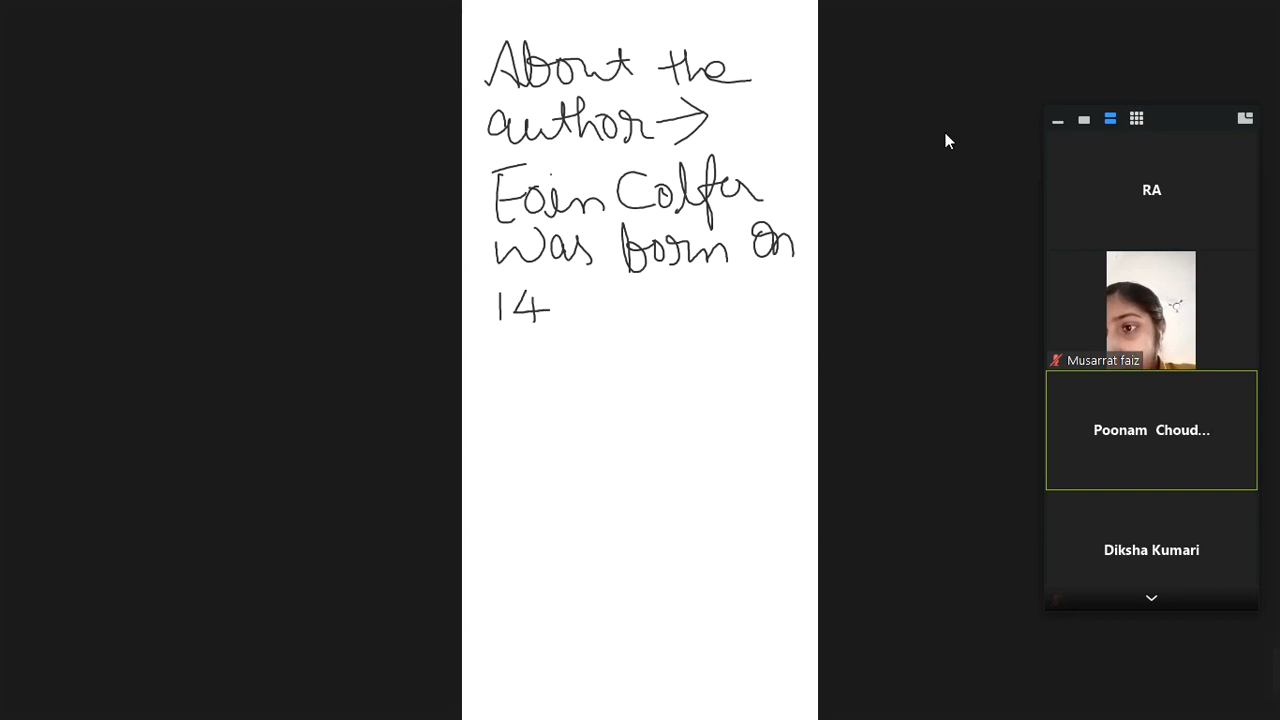 About the
author→
Eoin Colfer
was born on
14
RA
Musarrat faiz
Poonam Choud...
Diksha Kumari